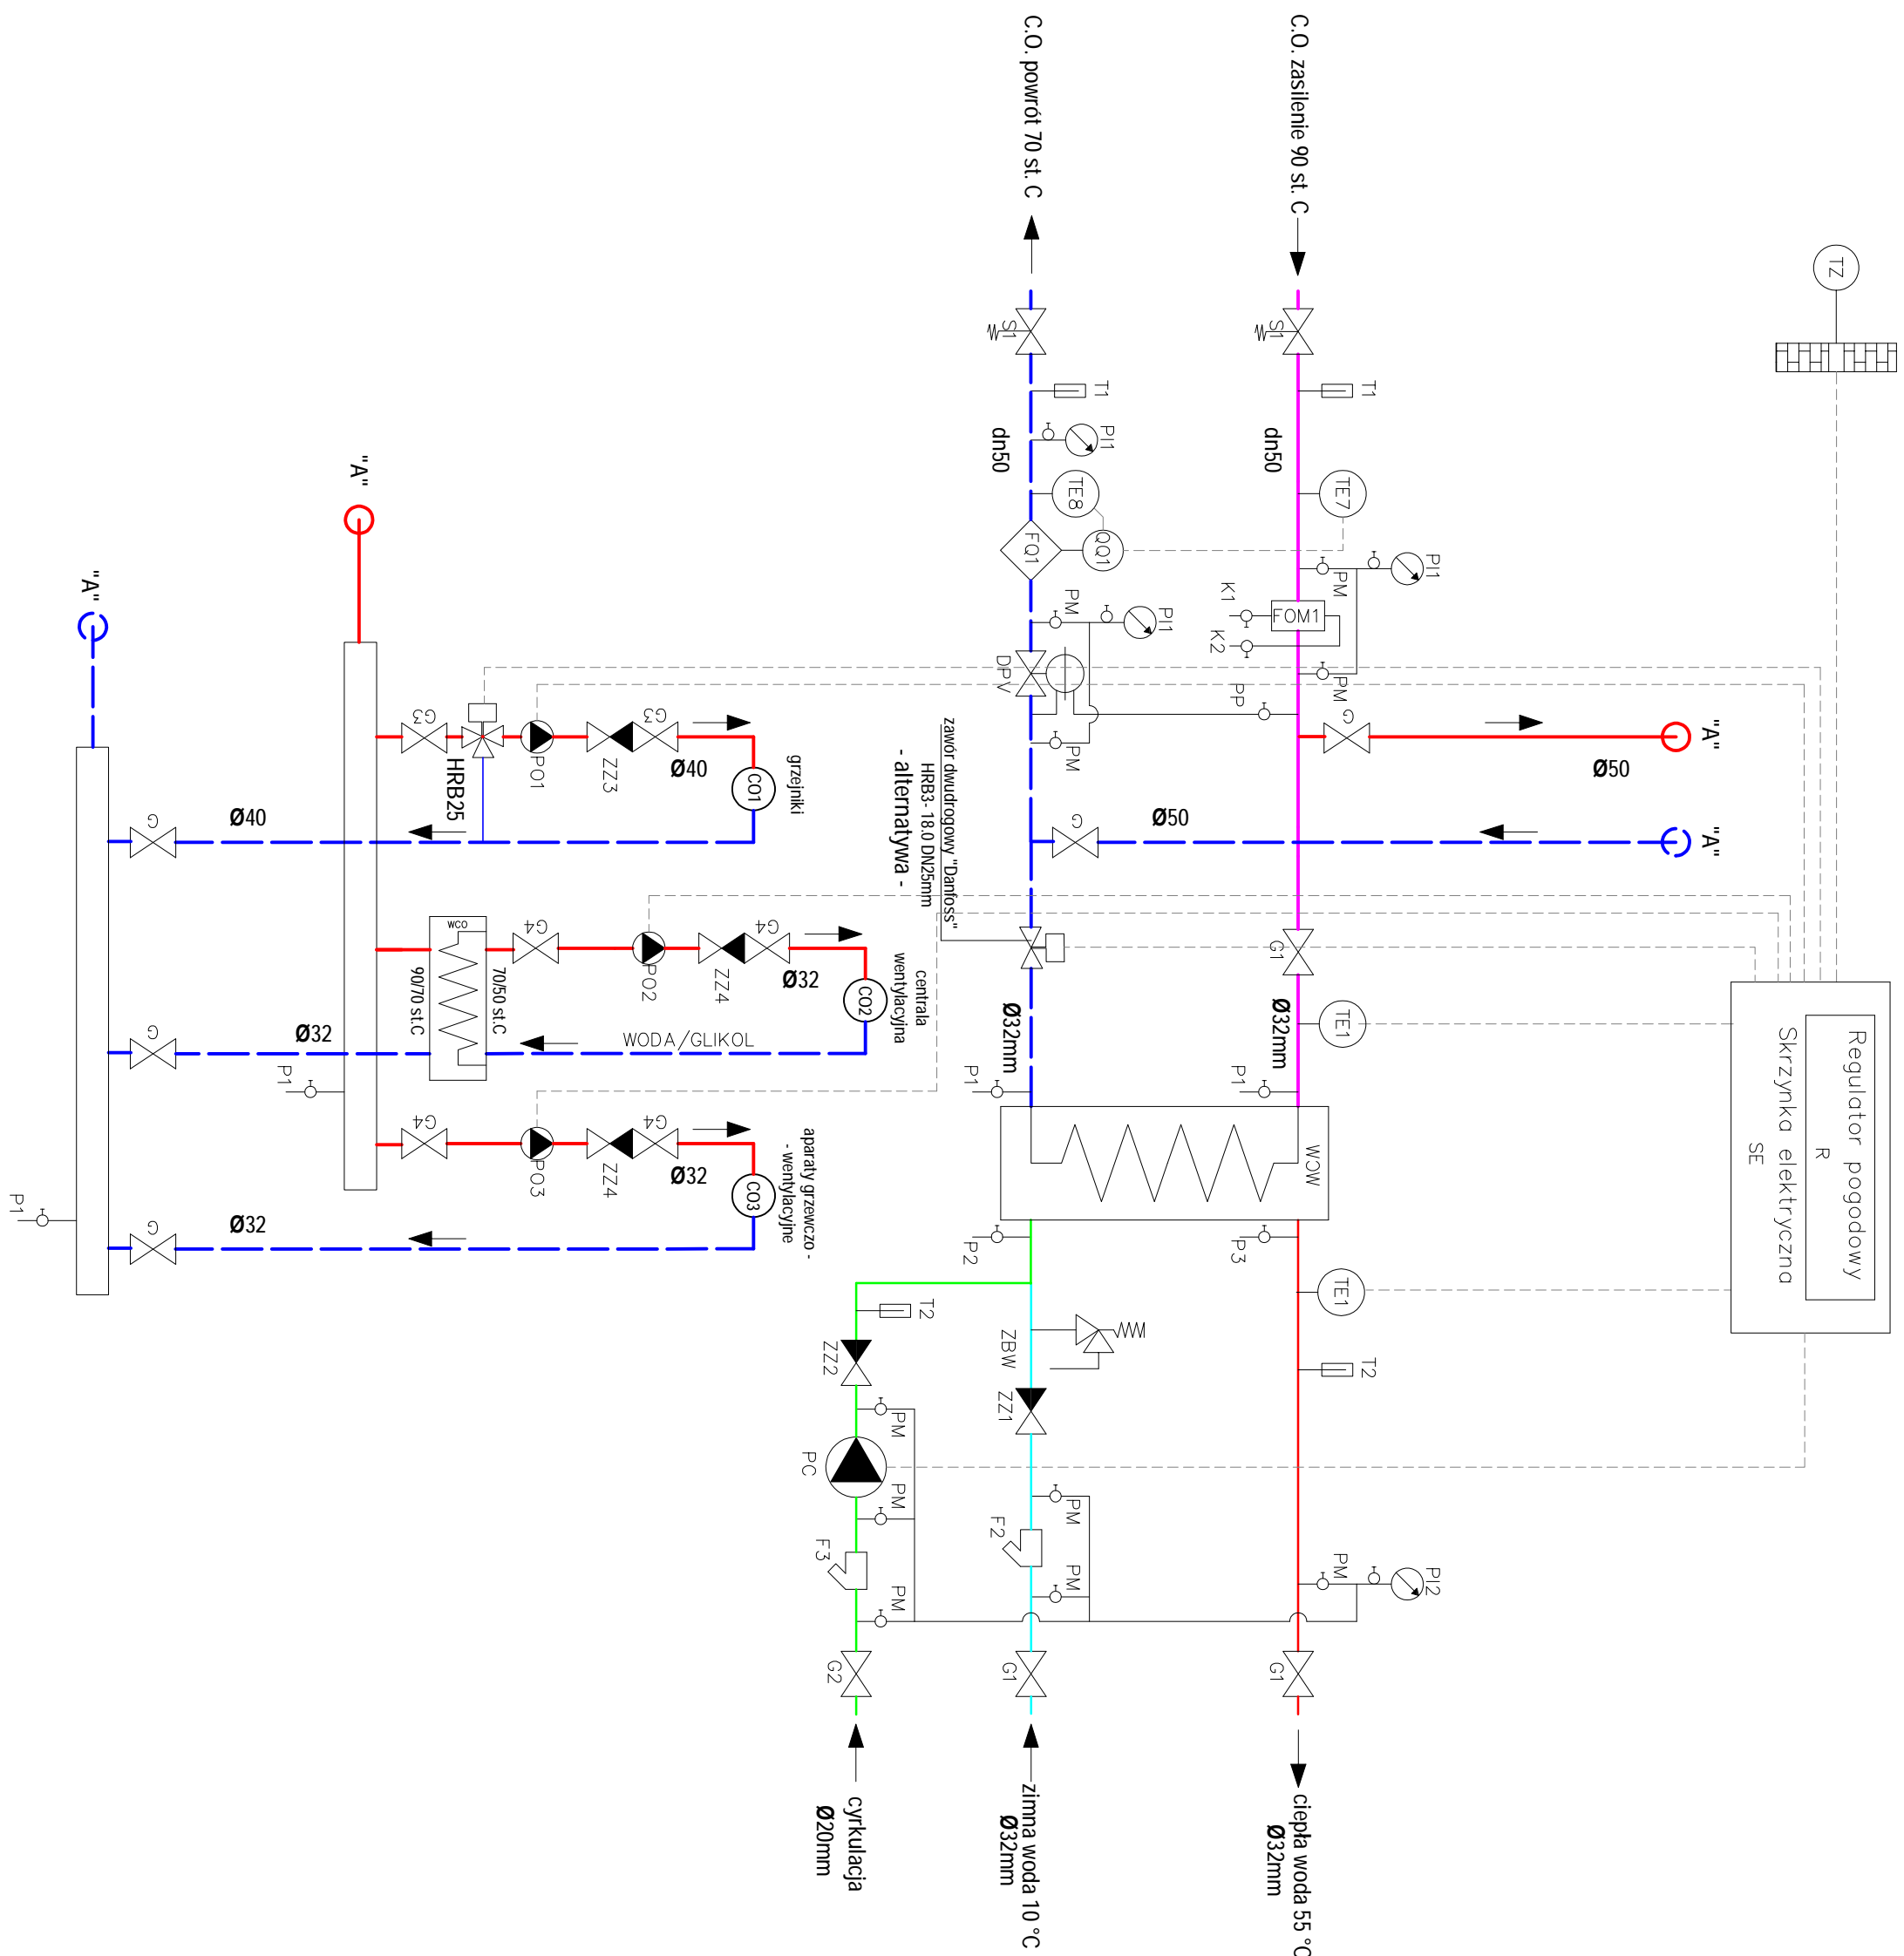 C.O. powrót 70 st. C
C.O. zasilenie 90 st. C
TZ
S1
S1
T1
T1
dn50
dn50
PI1
TE8
QQ1
FQ1
TE7
PI1
PM
K1
FOM1
K2
PM
PM
PI1
DPV
PP
PM
"A"
"A"
"A"
Ø50
G
"A"
Ø50
G
G3
HRB25
PO1
ZZ3
G3
Ø40
CO1
grzejniki
Ø40
G
zawór dwudrogowy "Danfoss"
HRB3- 18.0 DN25mm
- alternatywa -
G1
Ø32mm
Ø32mm
TE1
Regulator pogodowy
R
Skrzynka elektryczna
SE
WCO
90/70 st.C
70/50 st.C
G4
PO2
ZZ4
G4
Ø32
CO2
centrala
wentylacyjna
WODA/GLIKOL
Ø32
G
P1
P1
P1
WCW
P2
P3
G4
PO3
ZZ4
G4
Ø32
CO3
aparaty grzewczo -
- wentylacyjne
Ø32
G
P1
TE1
T2
T2
ZZ2
ZBW
ZZ1
PM
PC
PM
F3
PM
PM
F2
PM
PM
PI2
G2
G1
G1
cyrkulacja
Ø20mm
zimna woda 10 °C
Ø32mm
ciepła woda 55 °C
Ø32mm